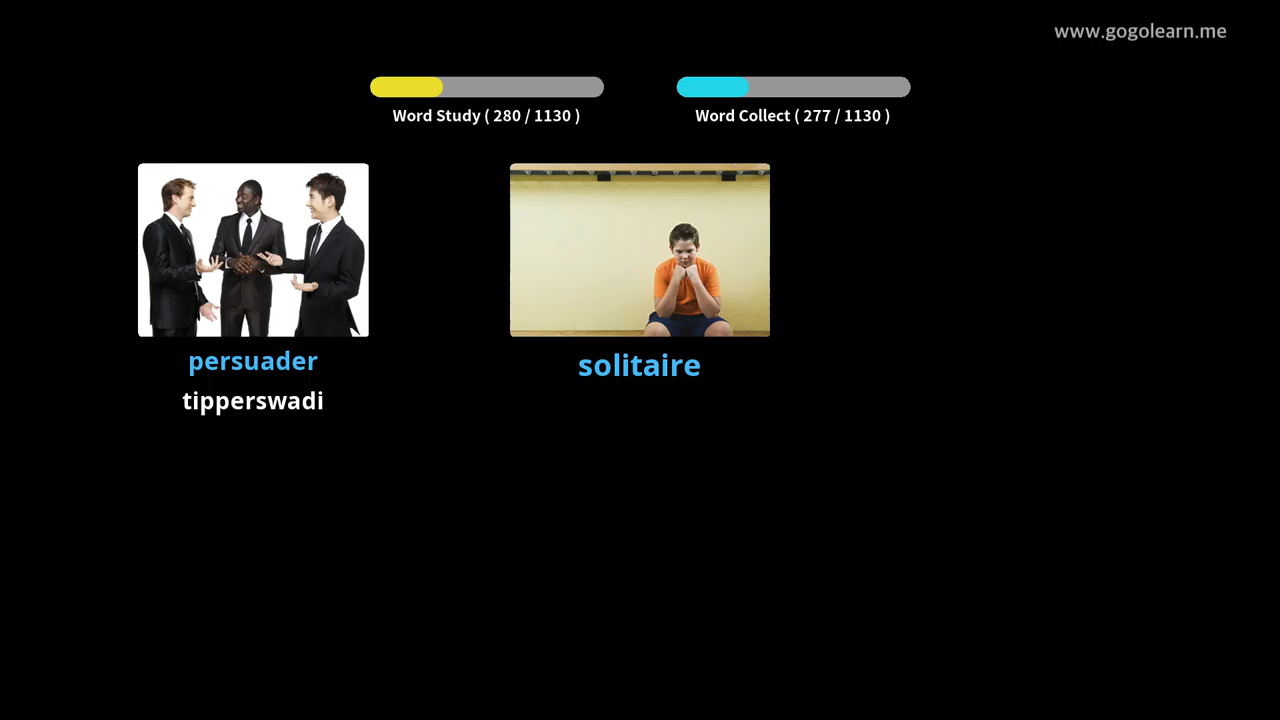 www.gogolearn.me
Word Study ( 280 / 1130 )
Word Collect ( 277 / 1130 )
persuader
tipperswadi
solitaire